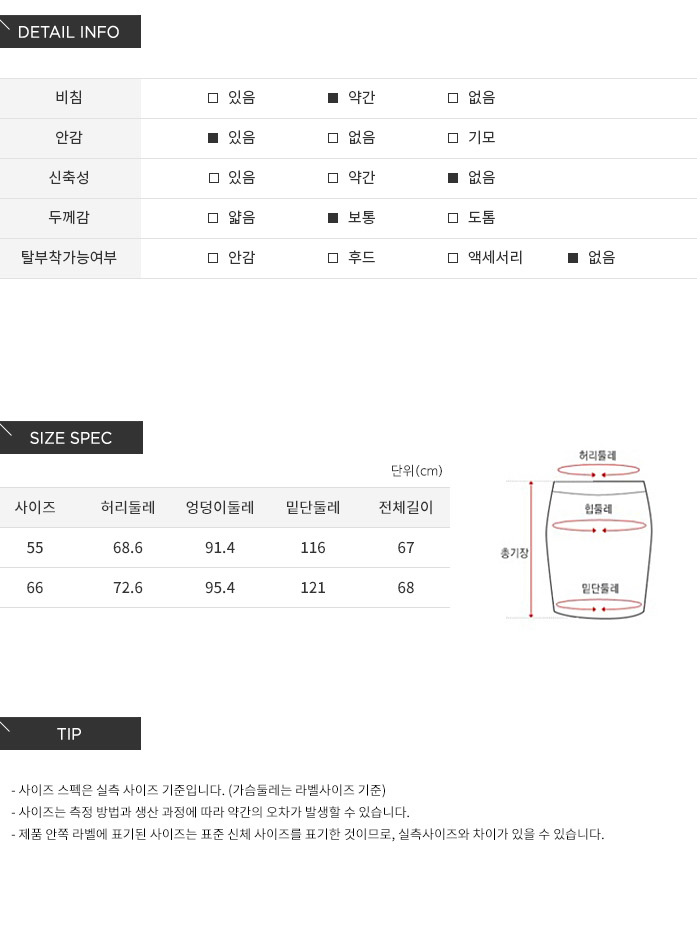 DETAIL INFO
비침 □ 있음 ■ 약간 □ 없음
안감 ■ 있음 □ 없음 □ 기모
신축성 □ 있음 □ 약간 ■ 없음
두께감 □ 얇음 ■ 보통 □ 도톰
탈부착가능여부 □ 안감 □ 후드 □ 액세서리 ■ 없음
SIZE SPEC
단위(cm)
사이즈 허리둘레 엉덩이둘레 밑단둘레 전체길이
55 68.6 91.4 116 67
66 72.6 95.4 121 68
허리둘레
힙둘레
총기장
밑단둘레
TIP
- 사이즈 스펙은 실측 사이즈 기준입니다. (가슴둘레는 라벨사이즈 기준)
- 사이즈는 측정 방법과 생산 과정에 따라 약간의 오차가 발생할 수 있습니다.
- 제품 안쪽 라벨에 표기된 사이즈는 표준 신체 사이즈를 표기한 것이므로, 실측사이즈와 차이가 있을 수 있습니다.